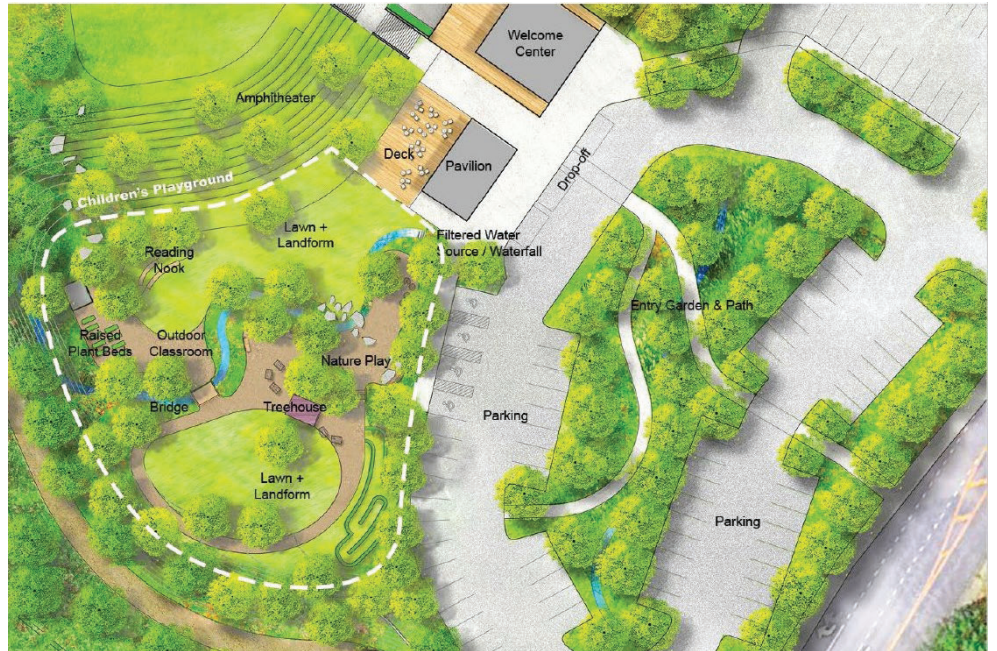 Welcome
Center
Amphitheater
Deck
Pavilion
Drop-off
Children's Playground
Lawn +
Landform
Filtered Water
Source / Waterfall
Reading
Nook
Entry Garden & Path
Raised
Plant Beds
Outdoor
Classroom
Nature Play
Bridge
Treehouse
Parking
Lawn +
Landform
Parking